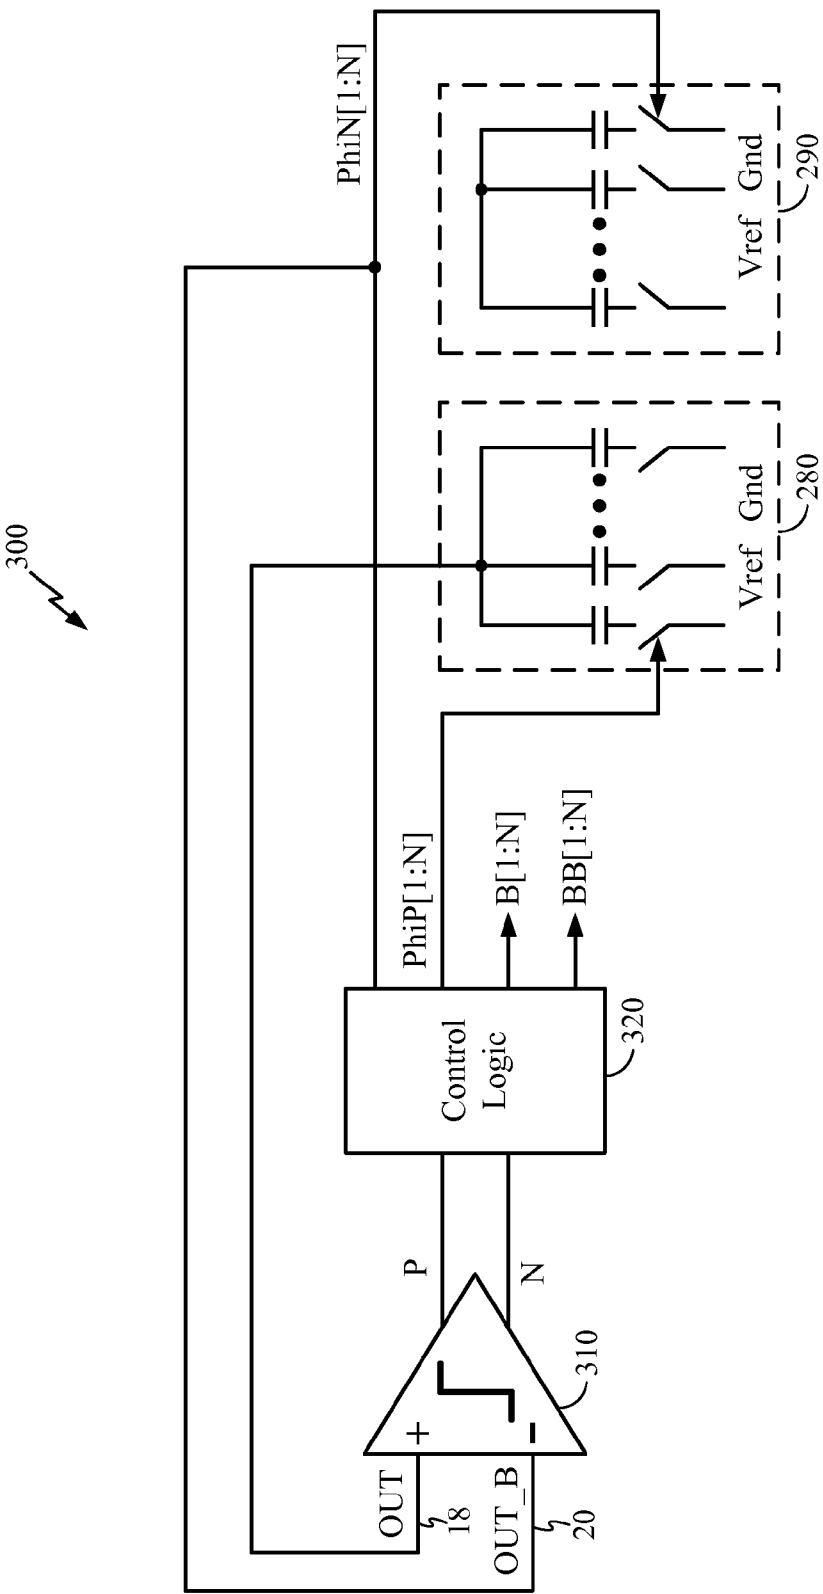 300
PhiN[1:N]
PhiP[1:N]
B[1:N]
BB[1:N]
Control
Logic
320
P
N
310
+
-
OUT
18
OUT_B
20
Vref Gnd
280
Vref Gnd
290